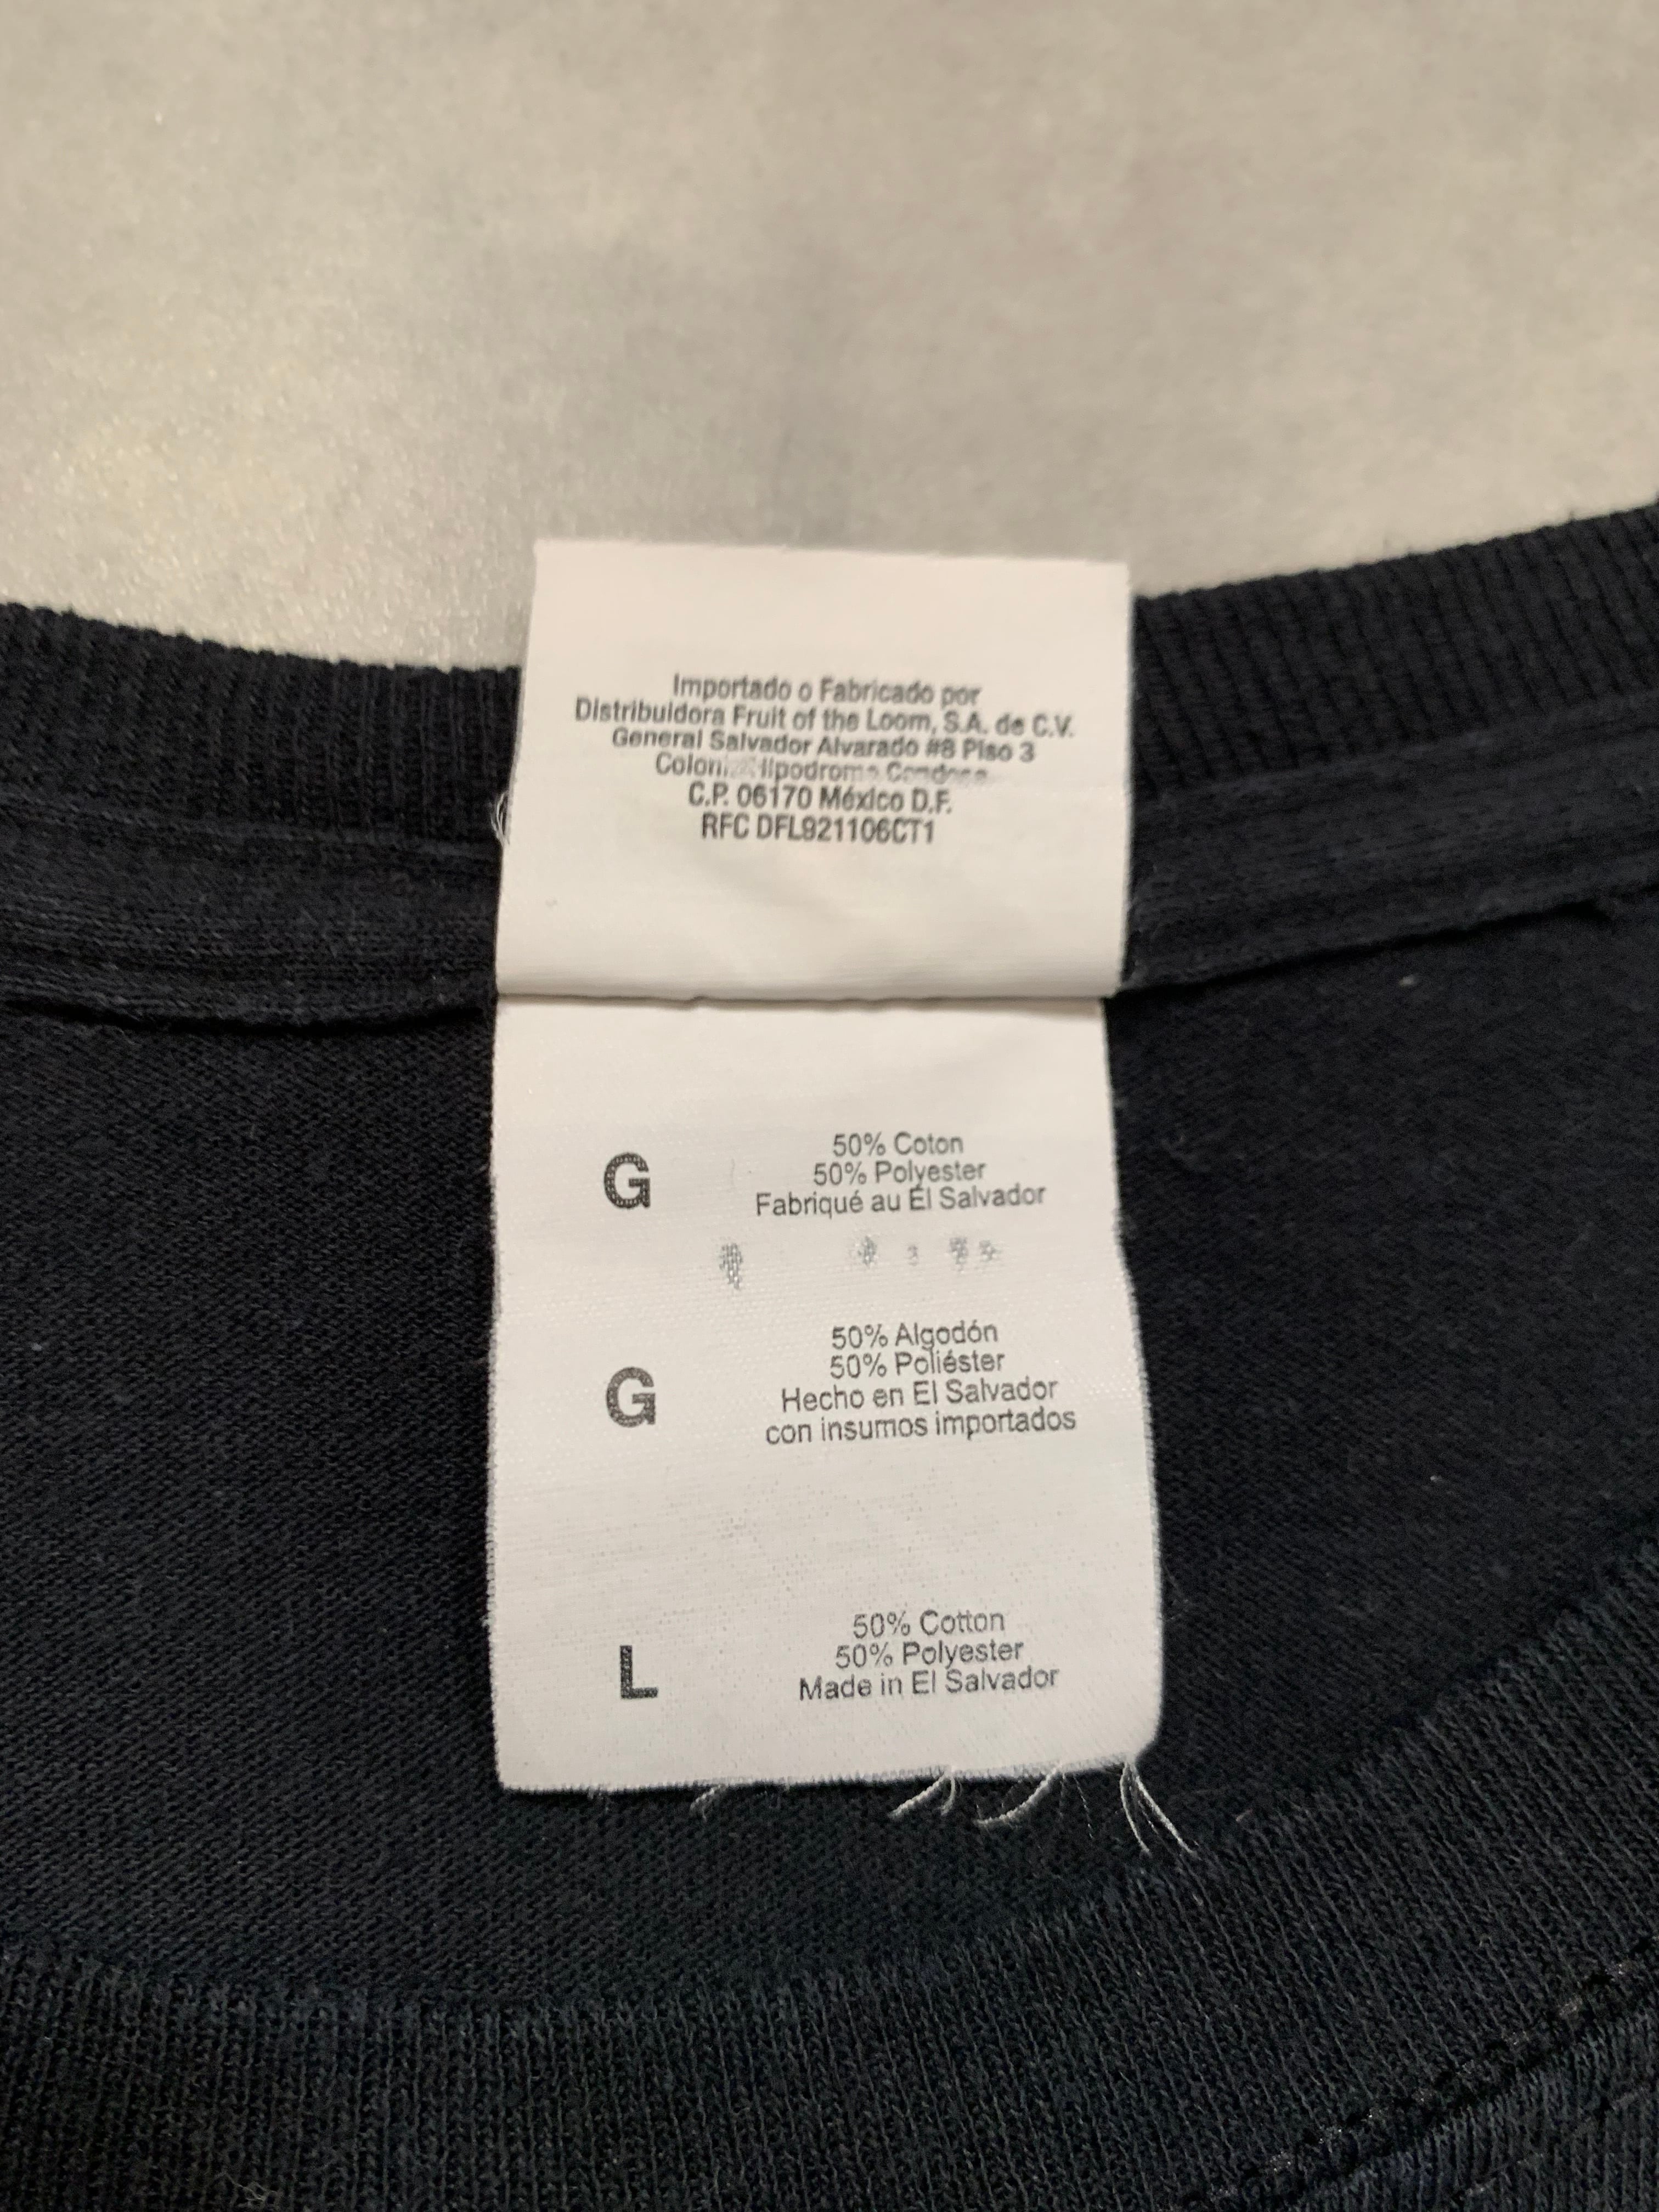 Importado o Fabricado por
Distribuidora Fruit of the Loom, S.A. de C.V.
General Salvador Alvarado #8 Piso 3
C.P. 06170 México D.F.
RFC DFL921106CT1
G
50% Coton
50% Polyester
Fabriqué au El Salvador
G
50% Algodón
50% Poliéster
Hecho en El Salvador
con insumos importados
L
50% Cotton
50% Polyester
Made in El Salvador